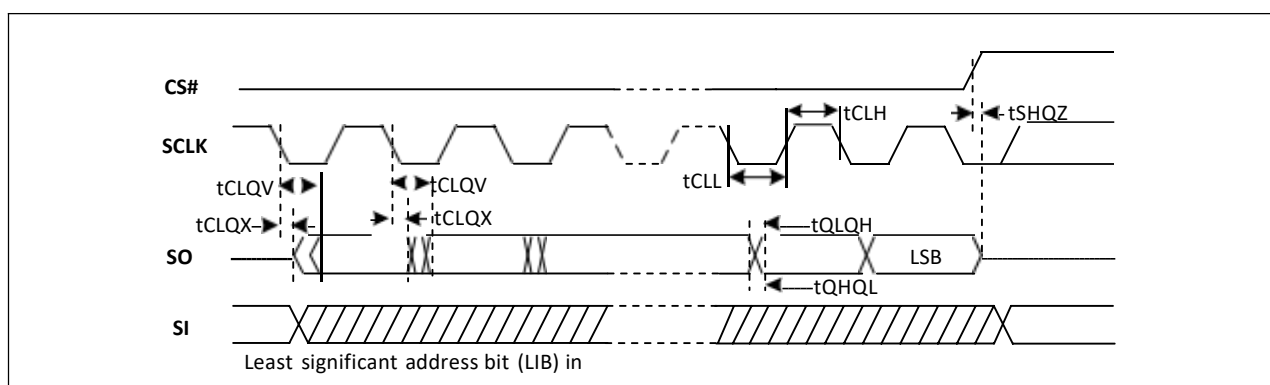 CS#
tCLH
tSHQZ
SCLK
tCLQV
tCLQV
tCLL
tCLQX
tCLQX
tQLQH
SO
LSB
tQHQL
SI
Least significant address bit (LIB) in